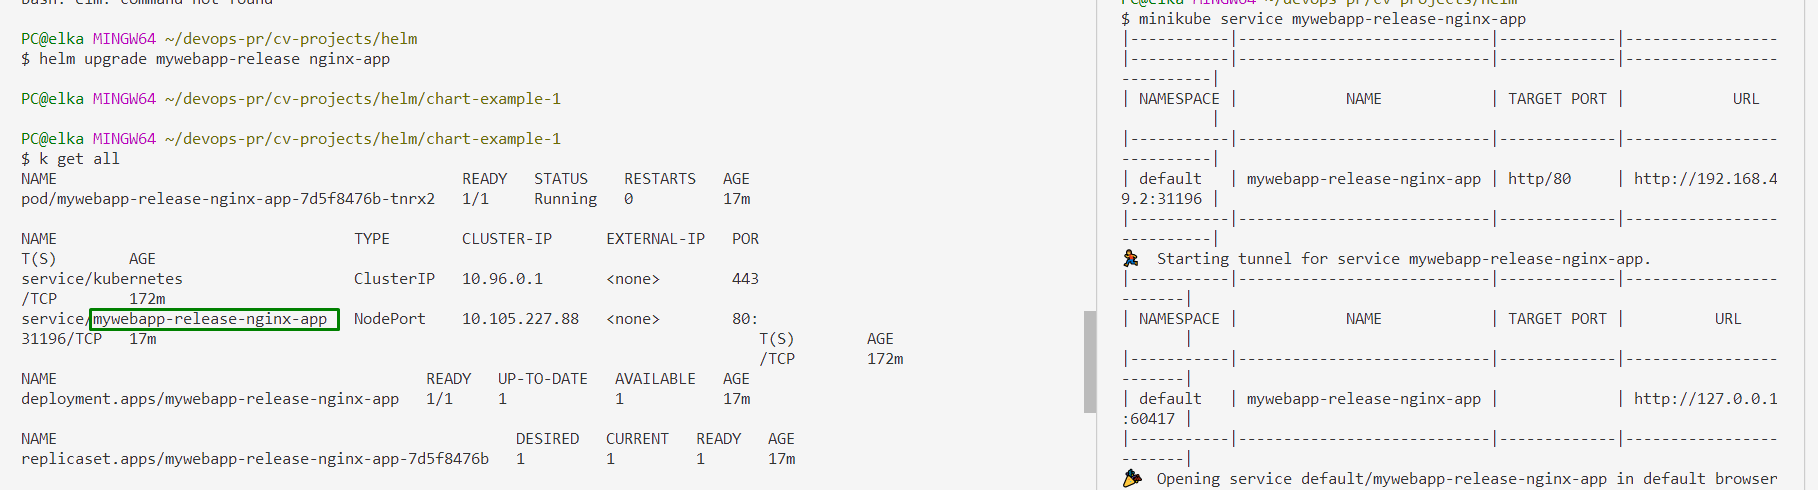 bash: elm: command not found
PC@elka MINGW64 ~/devops-pr/cv-projects/helm
$ helm upgrade mywebapp-release nginx-app
PC@elka MINGW64 ~/devops-pr/cv-projects/helm/chart-example-1
PC@elka MINGW64 ~/devops-pr/cv-projects/helm/chart-example-1
$ k get all
NAME READY STATUS RESTARTS AGE
pod/mywebapp-release-nginx-app-7d5f8476b-tnrx2 1/1 Running 0 17m
NAME TYPE CLUSTER-IP EXTERNAL-IP POR
T(S) AGE
service/kubernetes ClusterIP 10.96.0.1 <none> 443
/TCP 172m
service/mywebapp-release-nginx-app NodePort 10.105.227.88 <none> 80:
31196/TCP 17m T(S) AGE
/TCP 172m
NAME READY UP-TO-DATE AVAILABLE AGE
deployment.apps/mywebapp-release-nginx-app 1/1 1 1 17m
NAME DESIRED CURRENT READY AGE
replicaset.apps/mywebapp-release-nginx-app-7d5f8476b 1 1 1 17m
PC@elka MINGW64 ~/devops-pr/cv-projects/helm
$ minikube service mywebapp-release-nginx-app
|-----------|----------------------------|-------------|-----------------
|-----------|----------------------------|-------------|-----------------
----------|
| NAMESPACE | NAME | TARGET PORT | URL
|
|-----------|----------------------------|-------------|-----------------
----------|
| default | mywebapp-release-nginx-app | http/80 | http://192.168.4
9.2:31196 |
|-----------|----------------------------|-------------|-----------------
----------|
🏃 Starting tunnel for service mywebapp-release-nginx-app.
|-----------|----------------------------|-------------|-----------------
-------|
| NAMESPACE | NAME | TARGET PORT | URL
|
|-----------|----------------------------|-------------|-----------------
-------|
| default | mywebapp-release-nginx-app | | http://127.0.0.1
:60417 |
|-----------|----------------------------|-------------|-----------------
-------|
🎉 Opening service default/mywebapp-release-nginx-app in default browser